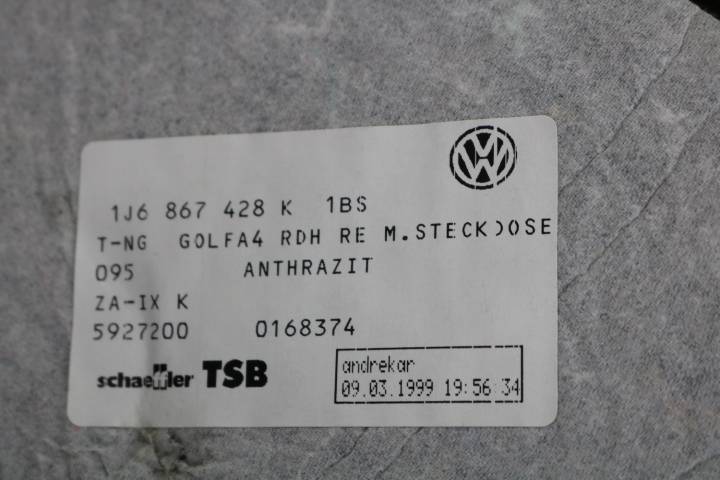 1J6 867 428 K 1BS
T-NG GOLFA4 RDH RE M.STECKDOSE
095 ANTHRAZIT
ZA-IX K
5927200 0168374
schaeffler TSB
andrekar
09.03.1999 19:56:34